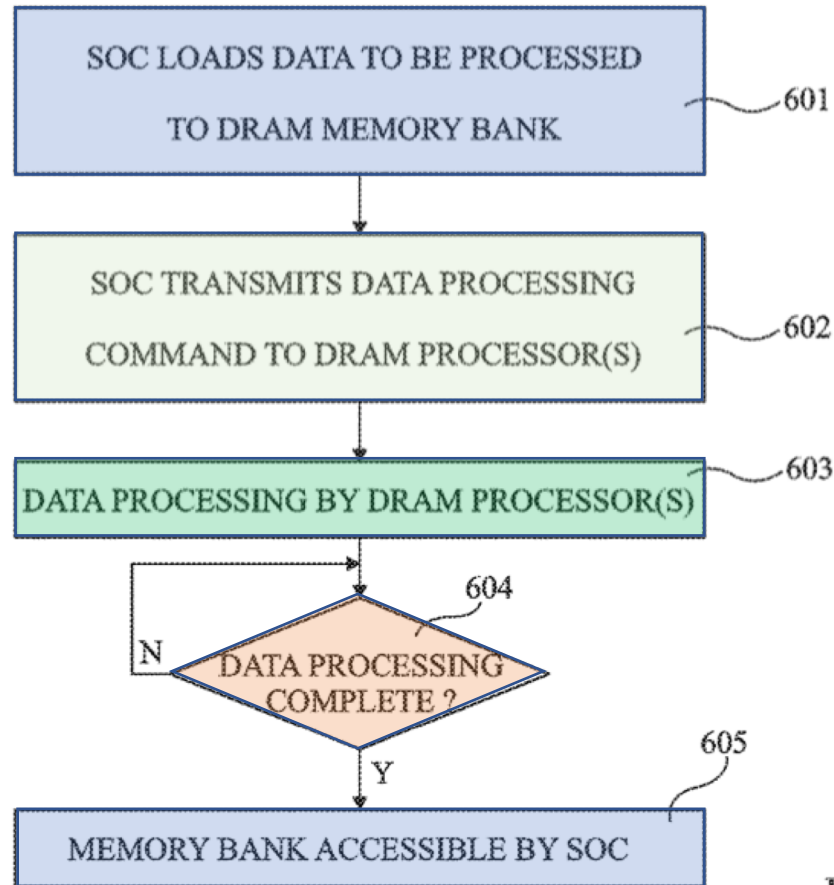 SOC LOADS DATA TO BE PROCESSED
TO DRAM MEMORY BANK
601
SOC TRANSMITS DATA PROCESSING
COMMAND TO DRAM PROCESSOR(S)
602
DATA PROCESSING BY DRAM PROCESSOR(S)
603
604
N
DATA PROCESSING
COMPLETE ?
605
Y
MEMORY BANK ACCESSIBLE BY SOC